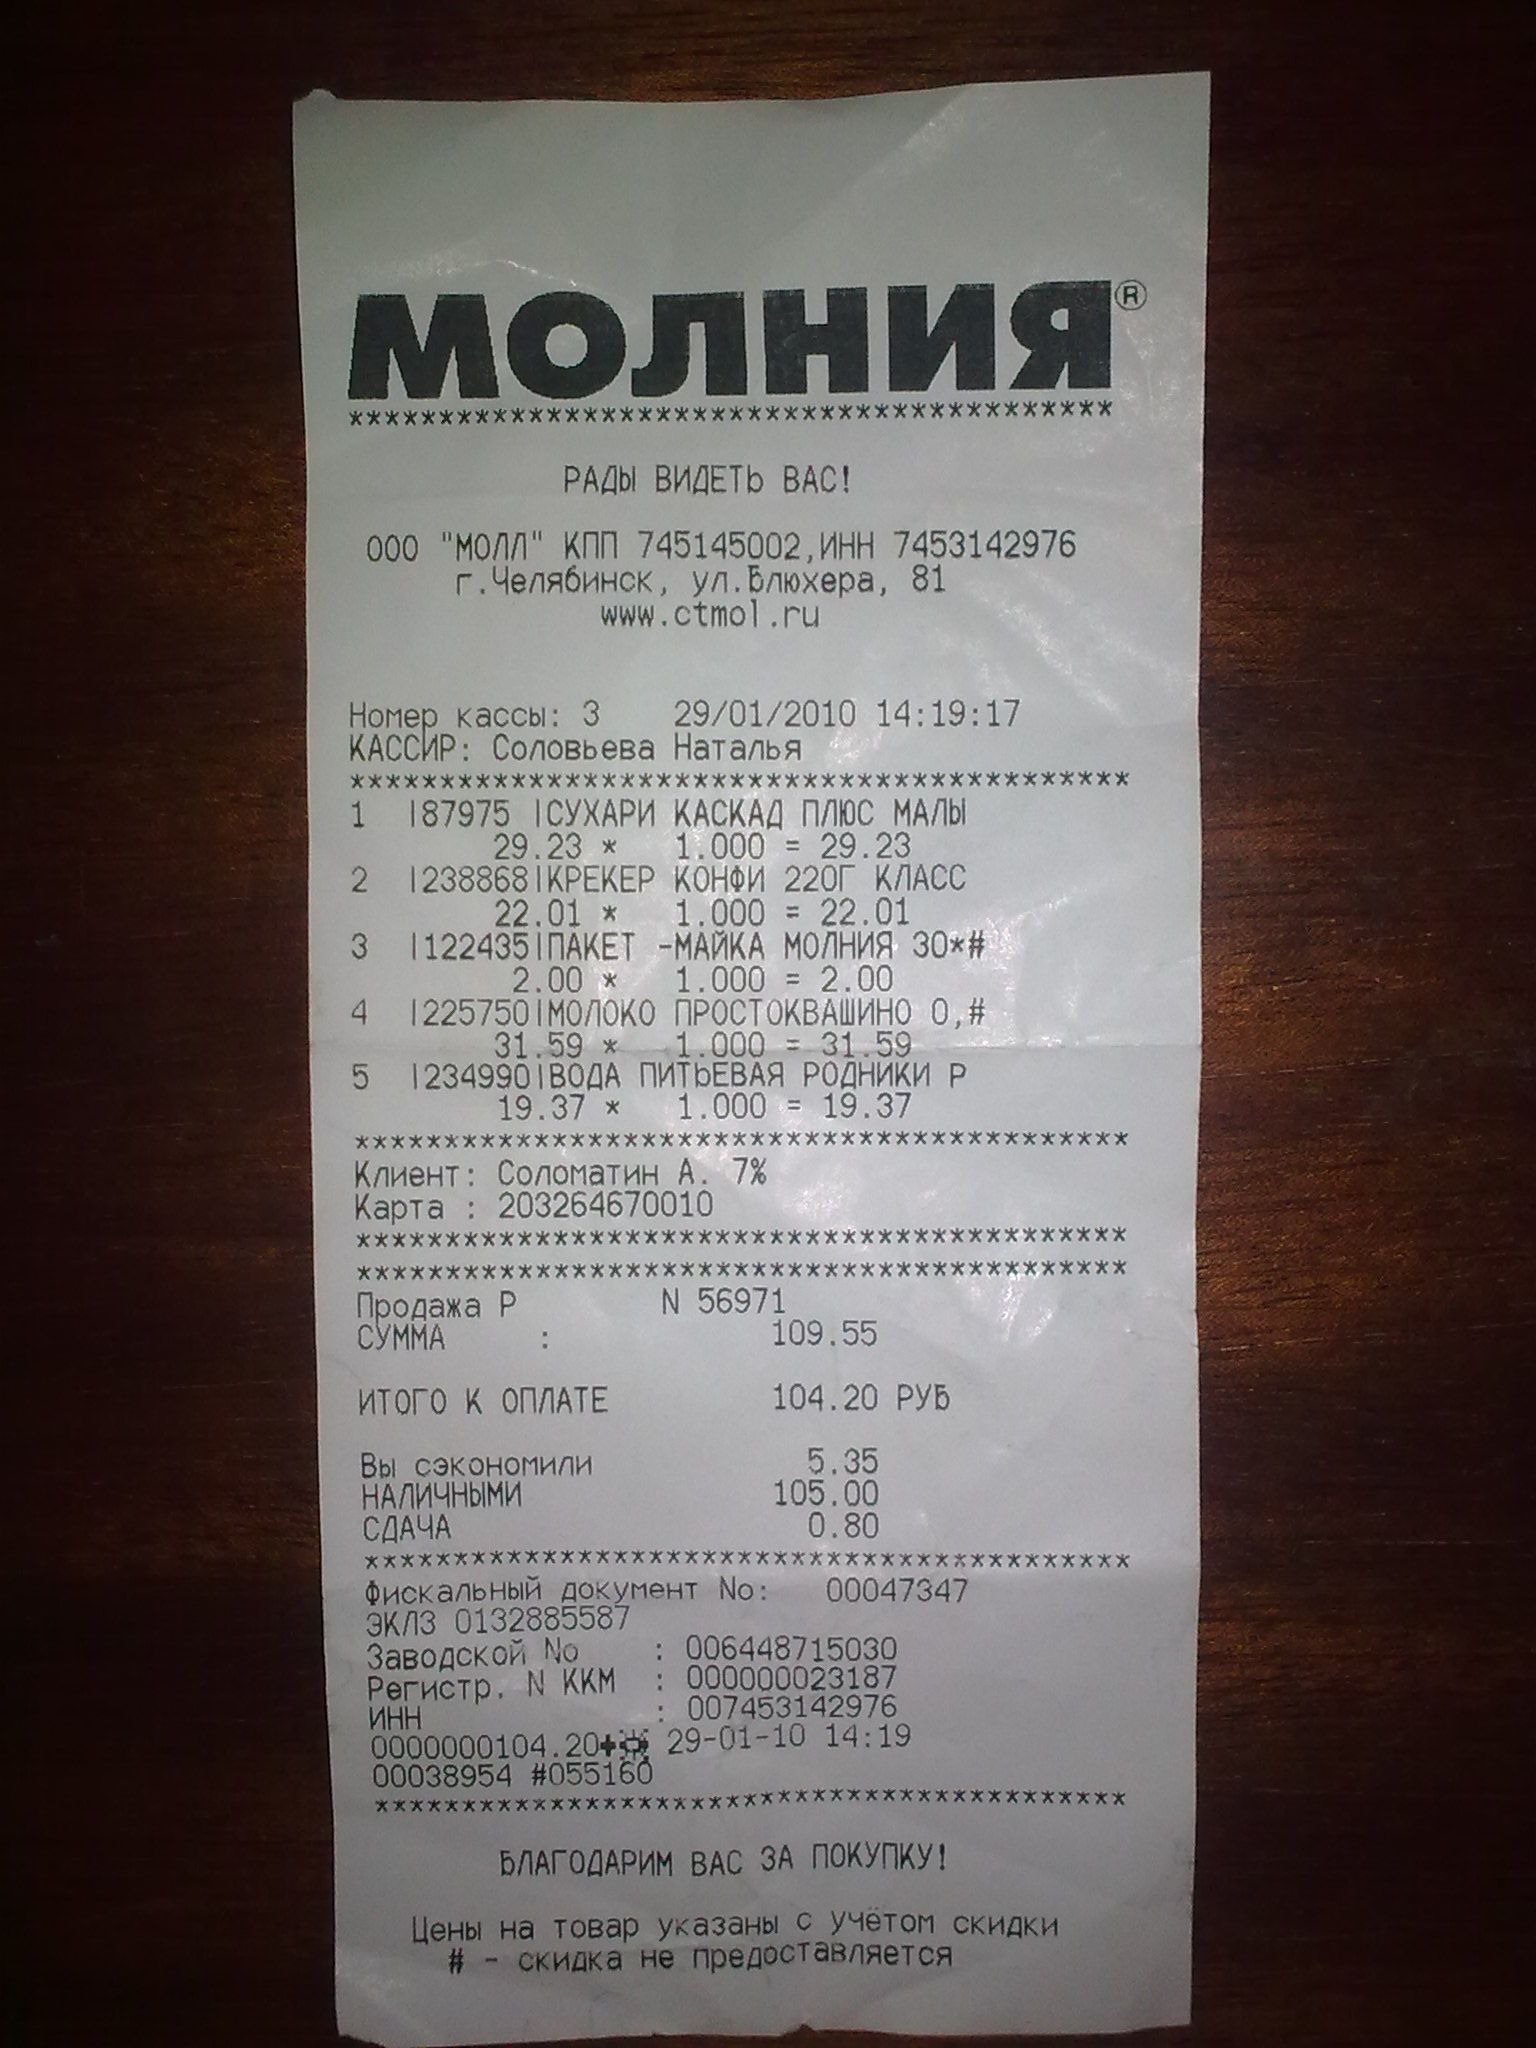 МОЛНИЯ®
******************************************
РАДЫ ВИДЕТЬ ВАС!
ООО "МОЛЛ" КПП 745145002,ИНН 7453142976
г.Челябинск, ул.Блюхера, 81
www.ctmol.ru
Номер кассы: 3 29/01/2010 14:19:17
КАССИР: Соловьева Наталья
******************************************
1 |87975 |СУХАРИ КАСКАД ПЛЮС МАЛЫ
29.23 * 1.000 = 29.23
2 |238868|КРЕКЕР КОНФИ 220Г КЛАСС
22.01 * 1.000 = 22.01
3 |122435|ПАКЕТ -МАЙКА МОЛНИЯ 30*#
2.00 * 1.000 = 2.00
4 |225750|МОЛОКО ПРОСТОКВАШИНО 0,#
31.59 * 1.000 = 31.59
5 |234990|ВОДА ПИТЬЕВАЯ РОДНИКИ Р
19.37 * 1.000 = 19.37
******************************************
Клиент: Соломатин А. 7%
Карта : 203264670010
******************************************
******************************************
Продажа Р N 56971
СУММА : 109.55
ИТОГО К ОПЛАТЕ 104.20 РУБ
Вы сэкономили 5.35
НАЛИЧНЫМИ 105.00
СДАЧА 0.80
******************************************
Фискальный документ No: 00047347
ЭКЛЗ 0132885587
Заводской No : 006448715030
Регистр. N ККМ : 000000023187
ИНН : 007453142976
0000000104.20 29-01-10 14:19
00038954 #055160
******************************************
БЛАГОДАРИМ ВАС ЗА ПОКУПКУ!
Цены на товар указаны с учётом скидки
# - скидка не предоставляется